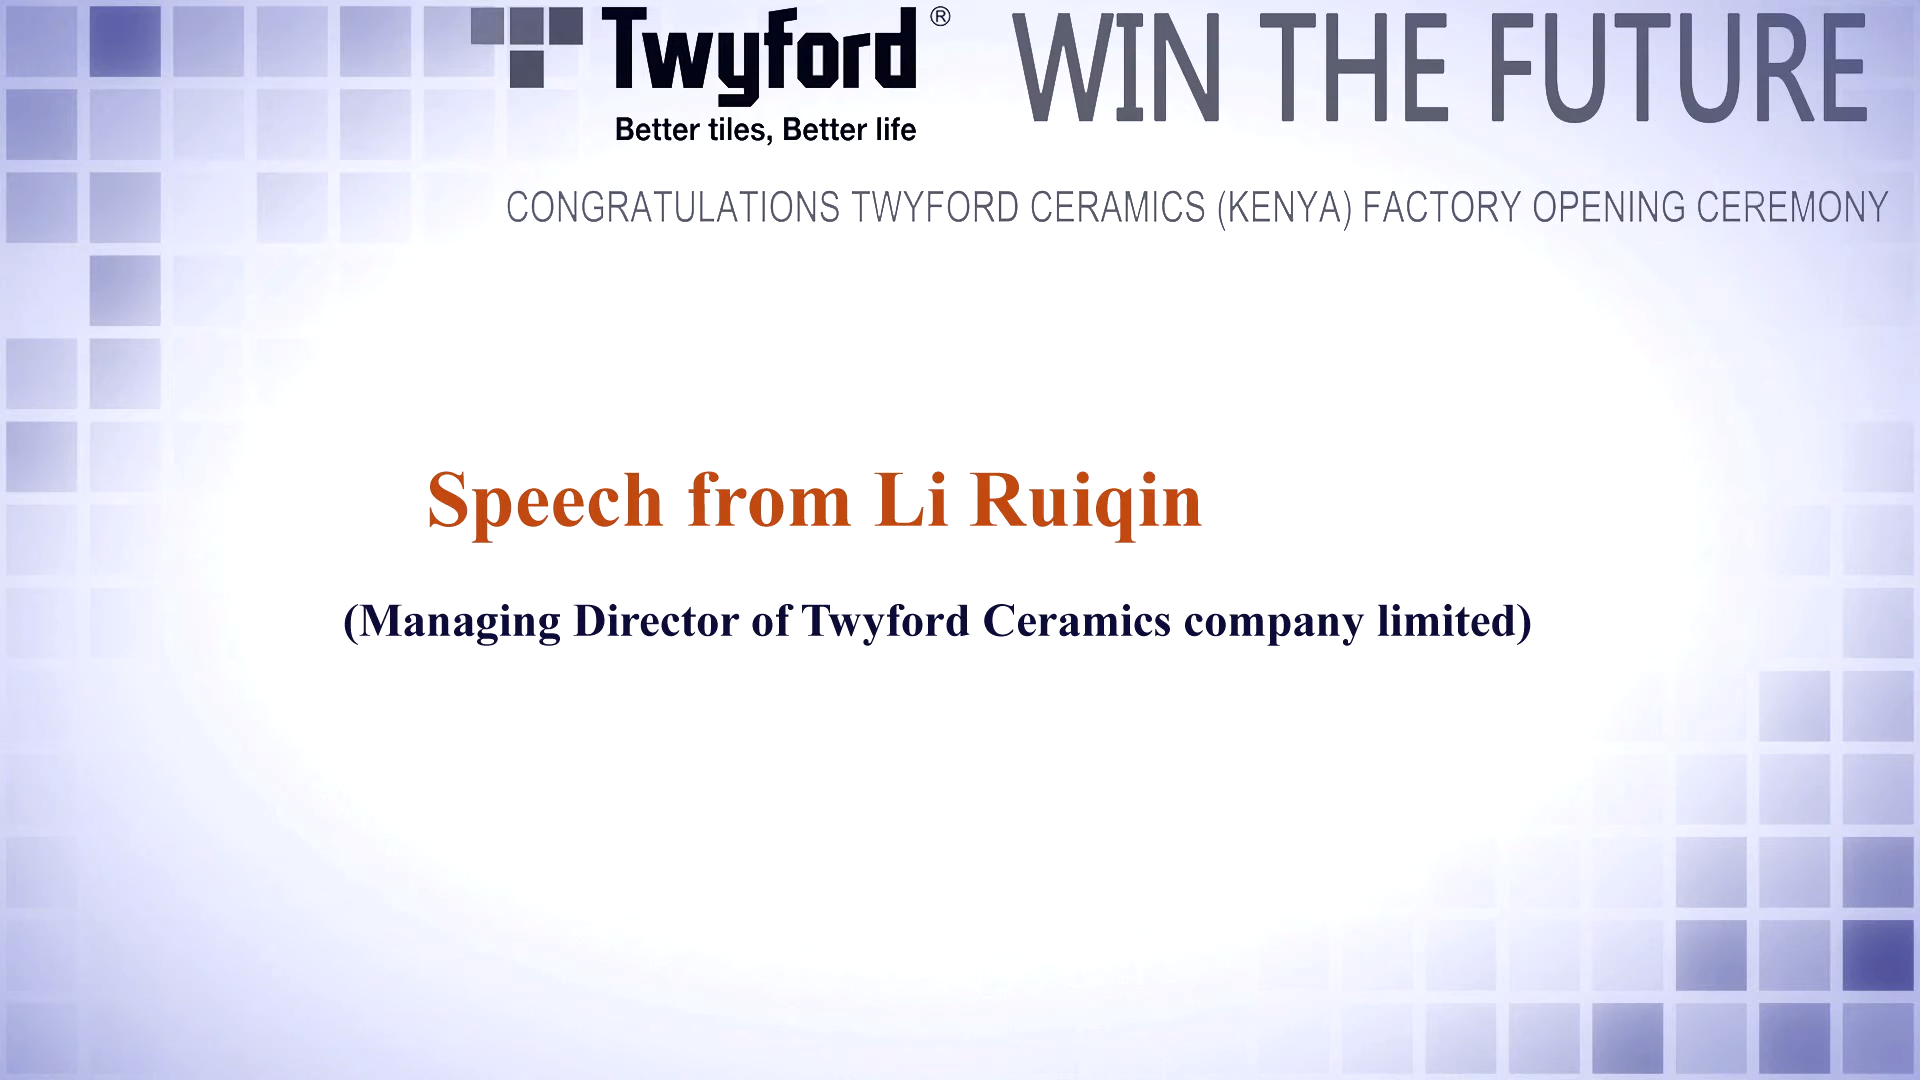 Twyford®
Better tiles, Better life
WIN THE FUTURE
CONGRATULATIONS TWYFORD CERAMICS (KENYA) FACTORY OPENING CEREMONY
Speech from Li Ruiqin
(Managing Director of Twyford Ceramics company limited)